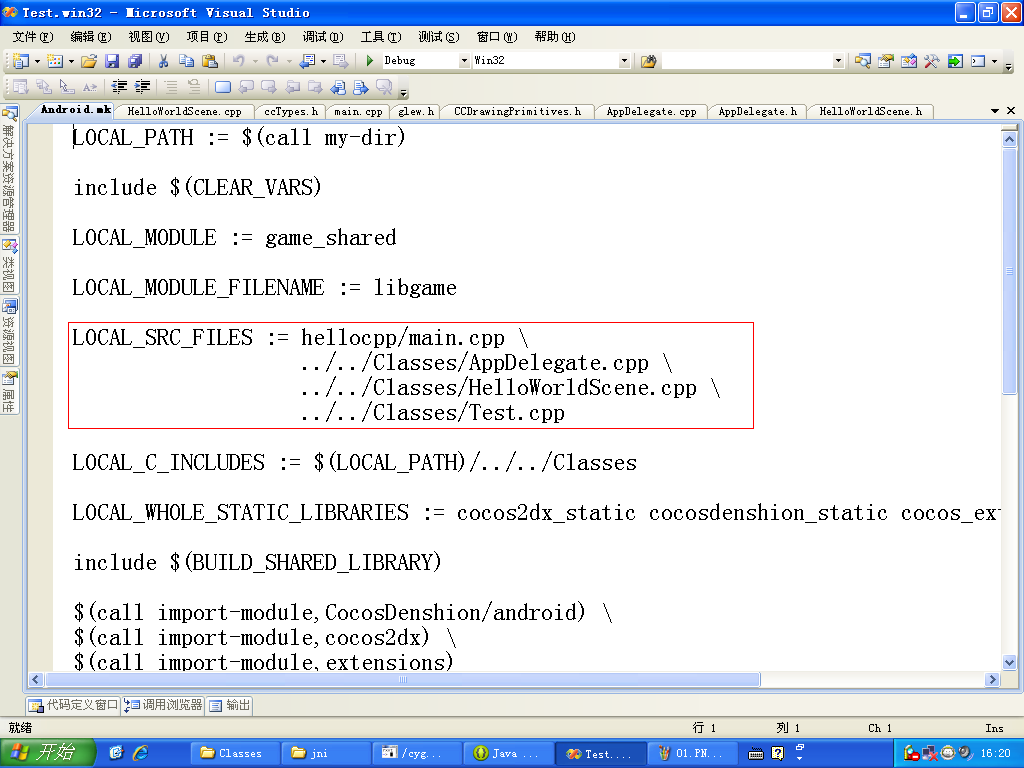 Test.win32 - Microsoft Visual Studio
文件(F) 编辑(E) 视图(V) 项目(P) 生成(B) 调试(D) 工具(T) 测试(S) 窗口(W) 帮助(H)
Debug Win32
Android.mk HelloWorldScene.cpp ccTypes.h main.cpp glew.h CCDrawingPrimitives.h AppDelegate.cpp AppDelegate.h HelloWorldScene.h
解决方案资源管理器
类视图
资源视图
属性
LOCAL_PATH := $(call my-dir)
include $(CLEAR_VARS)
LOCAL_MODULE := game_shared
LOCAL_MODULE_FILENAME := libgame
LOCAL_SRC_FILES := hellocpp/main.cpp \
../../Classes/AppDelegate.cpp \
../../Classes/HelloWorldScene.cpp \
../../Classes/Test.cpp
LOCAL_C_INCLUDES := $(LOCAL_PATH)/../../Classes
LOCAL_WHOLE_STATIC_LIBRARIES := cocos2dx_static cocosdenshion_static cocos_ext
include $(BUILD_SHARED_LIBRARY)
$(call import-module,CocosDenshion/android) \
$(call import-module,cocos2dx) \
$(call import-module,extensions)
代码定义窗口 调用浏览器 输出
就绪 行 1 列 1 Ch 1 Ins
开始 Classes jni /cyg... Java ... Test.... 01.PN... 16:20